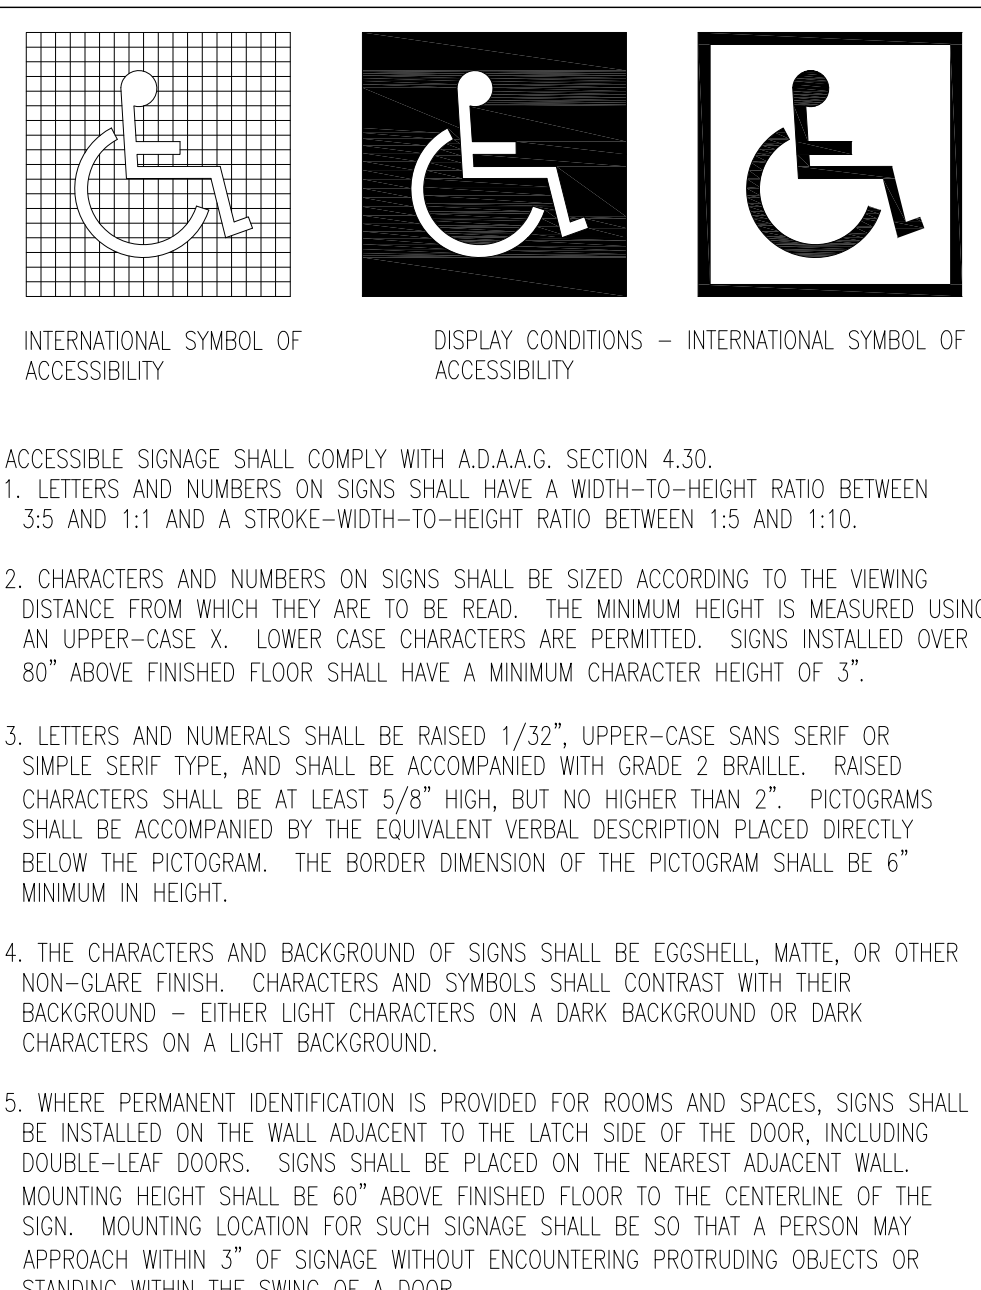 INTERNATIONAL SYMBOL OF
ACCESSIBILITY
DISPLAY CONDITIONS – INTERNATIONAL SYMBOL OF
ACCESSIBILITY
ACCESSIBLE SIGNAGE SHALL COMPLY WITH A.D.A.A.G. SECTION 4.30.
1. LETTERS AND NUMBERS ON SIGNS SHALL HAVE A WIDTH–TO–HEIGHT RATIO BETWEEN
3:5 AND 1:1 AND A STROKE–WIDTH–TO–HEIGHT RATIO BETWEEN 1:5 AND 1:10.
2. CHARACTERS AND NUMBERS ON SIGNS SHALL BE SIZED ACCORDING TO THE VIEWING
DISTANCE FROM WHICH THEY ARE TO BE READ. THE MINIMUM HEIGHT IS MEASURED USING
AN UPPER–CASE X. LOWER CASE CHARACTERS ARE PERMITTED. SIGNS INSTALLED OVER
80" ABOVE FINISHED FLOOR SHALL HAVE A MINIMUM CHARACTER HEIGHT OF 3".
3. LETTERS AND NUMERALS SHALL BE RAISED 1/32", UPPER–CASE SANS SERIF OR
SIMPLE SERIF TYPE, AND SHALL BE ACCOMPANIED WITH GRADE 2 BRAILLE. RAISED
CHARACTERS SHALL BE AT LEAST 5/8" HIGH, BUT NO HIGHER THAN 2". PICTOGRAMS
SHALL BE ACCOMPANIED BY THE EQUIVALENT VERBAL DESCRIPTION PLACED DIRECTLY
BELOW THE PICTOGRAM. THE BORDER DIMENSION OF THE PICTOGRAM SHALL BE 6"
MINIMUM IN HEIGHT.
4. THE CHARACTERS AND BACKGROUND OF SIGNS SHALL BE EGGSHELL, MATTE, OR OTHER
NON–GLARE FINISH. CHARACTERS AND SYMBOLS SHALL CONTRAST WITH THEIR
BACKGROUND – EITHER LIGHT CHARACTERS ON A DARK BACKGROUND OR DARK
CHARACTERS ON A LIGHT BACKGROUND.
5. WHERE PERMANENT IDENTIFICATION IS PROVIDED FOR ROOMS AND SPACES, SIGNS SHALL
BE INSTALLED ON THE WALL ADJACENT TO THE LATCH SIDE OF THE DOOR, INCLUDING
DOUBLE–LEAF DOORS. SIGNS SHALL BE PLACED ON THE NEAREST ADJACENT WALL.
MOUNTING HEIGHT SHALL BE 60" ABOVE FINISHED FLOOR TO THE CENTERLINE OF THE
SIGN. MOUNTING LOCATION FOR SUCH SIGNAGE SHALL BE SO THAT A PERSON MAY
APPROACH WITHIN 3" OF SIGNAGE WITHOUT ENCOUNTERING PROTRUDING OBJECTS OR
STANDING WITHIN THE SWING OF A DOOR